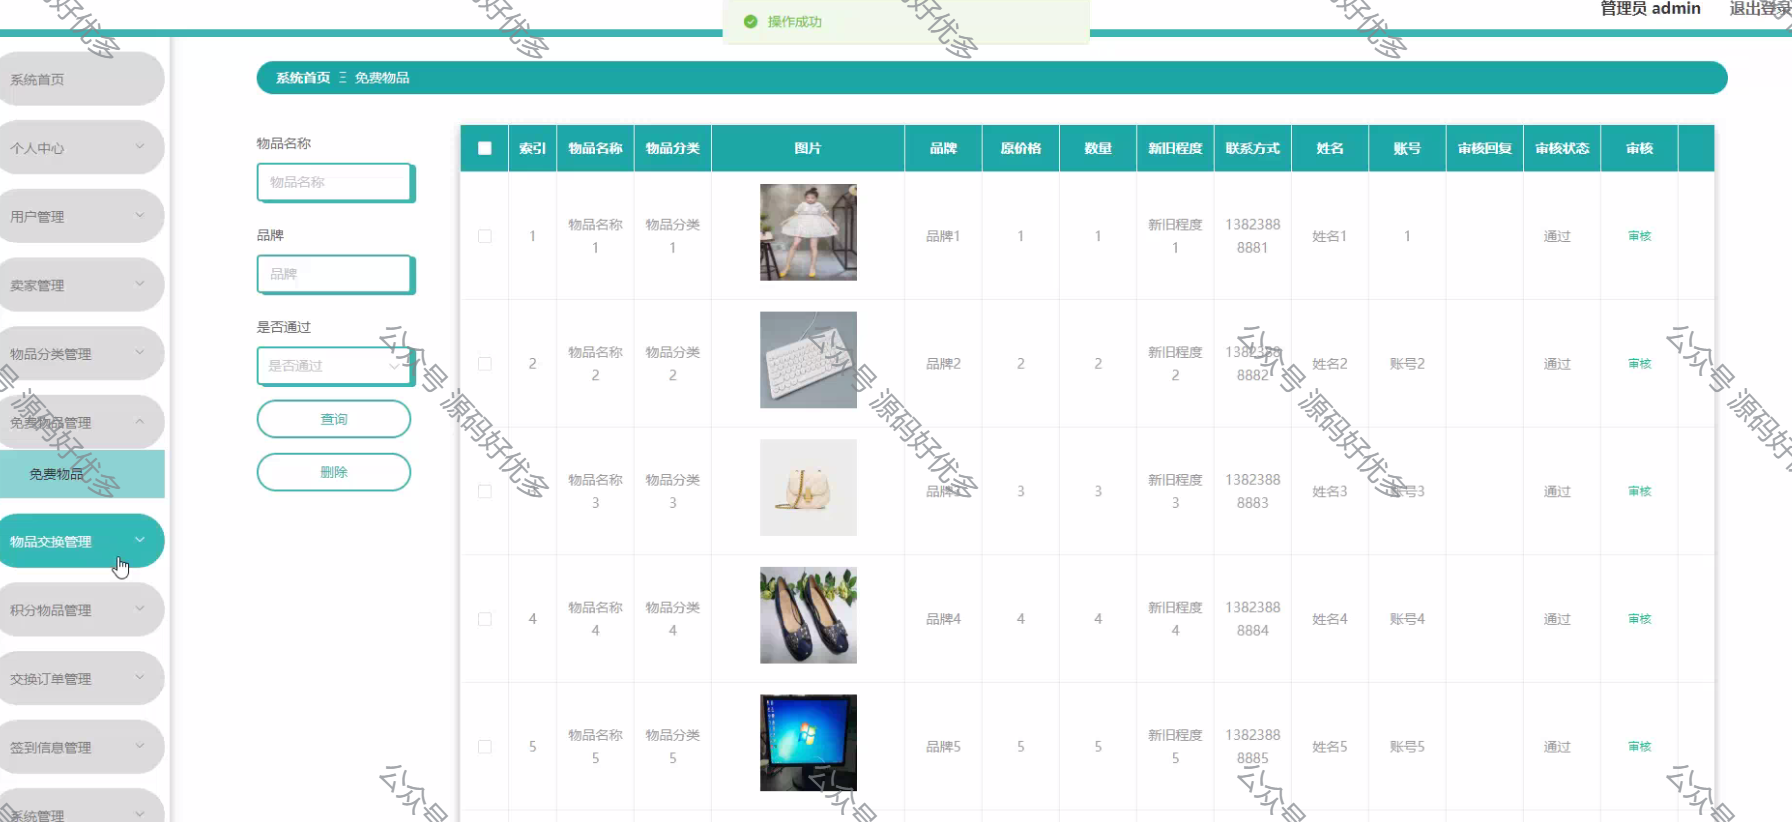 操作成功
管理员 admin
退出登录
系统首页
个人中心
用户管理
卖家管理
物品分类管理
免费物品管理
免费物品
物品交换管理
积分物品管理
交换订单管理
签到信息管理
系统管理
系统首页 Ξ 免费物品
物品名称
物品名称
品牌
品牌
是否通过
是否通过
查询
删除
索引 物品名称 物品分类 图片 品牌 原价格 数量 新旧程度 联系方式 姓名 账号 审核回复 审核状态 审核
1 物品名称1 物品分类1 品牌1 1 1 新旧程度1 13823888881 姓名1 1 通过 审核
2 物品名称2 物品分类2 品牌2 2 2 新旧程度2 13823888882 姓名2 账号2 通过 审核
3 物品名称3 物品分类3 品牌3 3 3 新旧程度3 13823888883 姓名3 账号3 通过 审核
4 物品名称4 物品分类4 品牌4 4 4 新旧程度4 13823888884 姓名4 账号4 通过 审核
5 物品名称5 物品分类5 品牌5 5 5 新旧程度5 13823888885 姓名5 账号5 通过 审核
公众号 源码好优多
公众号 源码好优多
公众号 源码好优多